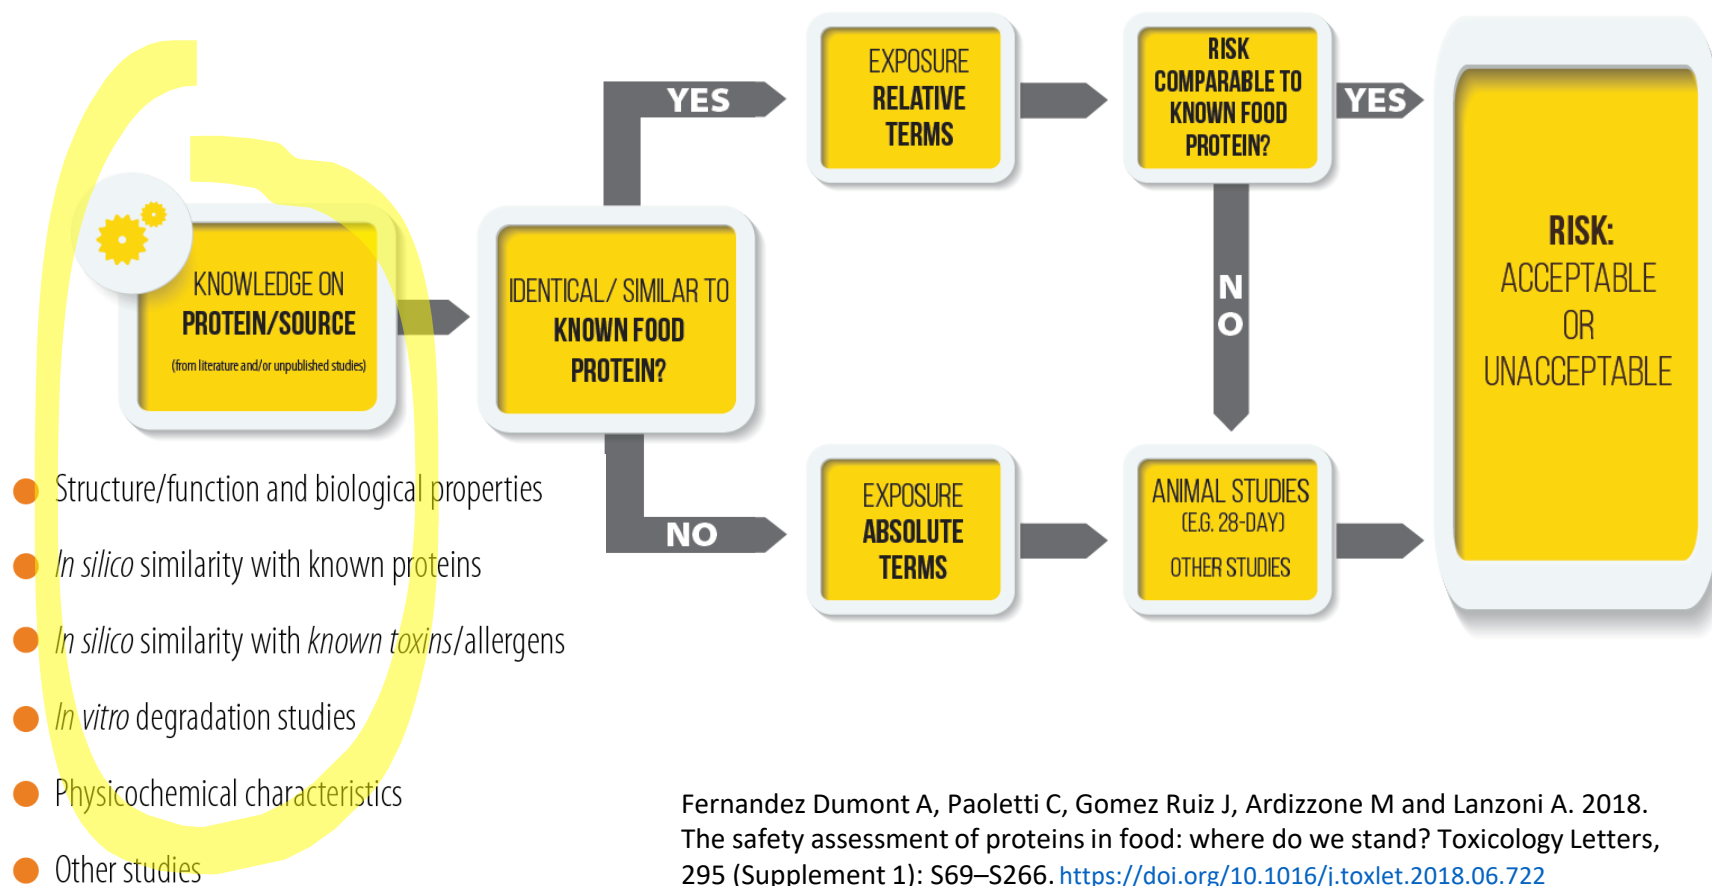 KNOWLEDGE ON
PROTEIN/SOURCE
(from literature and/or unpublished studies)
IDENTICAL/ SIMILAR TO
KNOWN FOOD
PROTEIN?
YES
EXPOSURE
RELATIVE
TERMS
RISK
COMPARABLE TO
KNOWN FOOD
PROTEIN?
YES
N
O
NO
EXPOSURE
ABSOLUTE
TERMS
ANIMAL STUDIES
(E.G. 28-DAY)
OTHER STUDIES
RISK:
ACCEPTABLE
OR
UNACCEPTABLE
Structure/function and biological properties
In silico similarity with known proteins
In silico similarity with known toxins/allergens
In vitro degradation studies
Physicochemical characteristics
Other studies
Fernandez Dumont A, Paoletti C, Gomez Ruiz J, Ardizzone M and Lanzoni A. 2018.
The safety assessment of proteins in food: where do we stand? Toxicology Letters,
295 (Supplement 1): S69–S266. https://doi.org/10.1016/j.toxlet.2018.06.722